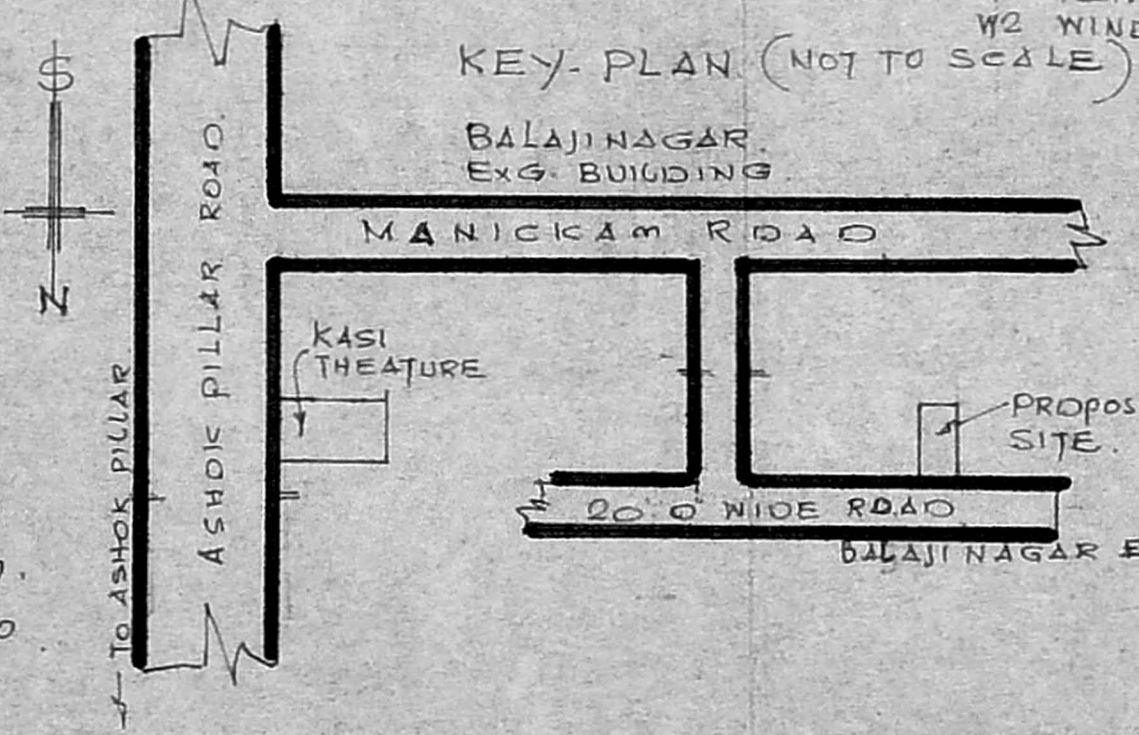 W2 WIND
KEY-PLAN (NOT TO SCALE)
S
BALAJINAGAR.
EXG. BUILDING
MANICKAM ROAD
N
ASHOK PILLAR ROAD.
KASI
THEATURE
TO ASHOK PILLAR
PROPOS
SITE.
20'0" WIDE ROAD
BALAJI NAGAR E